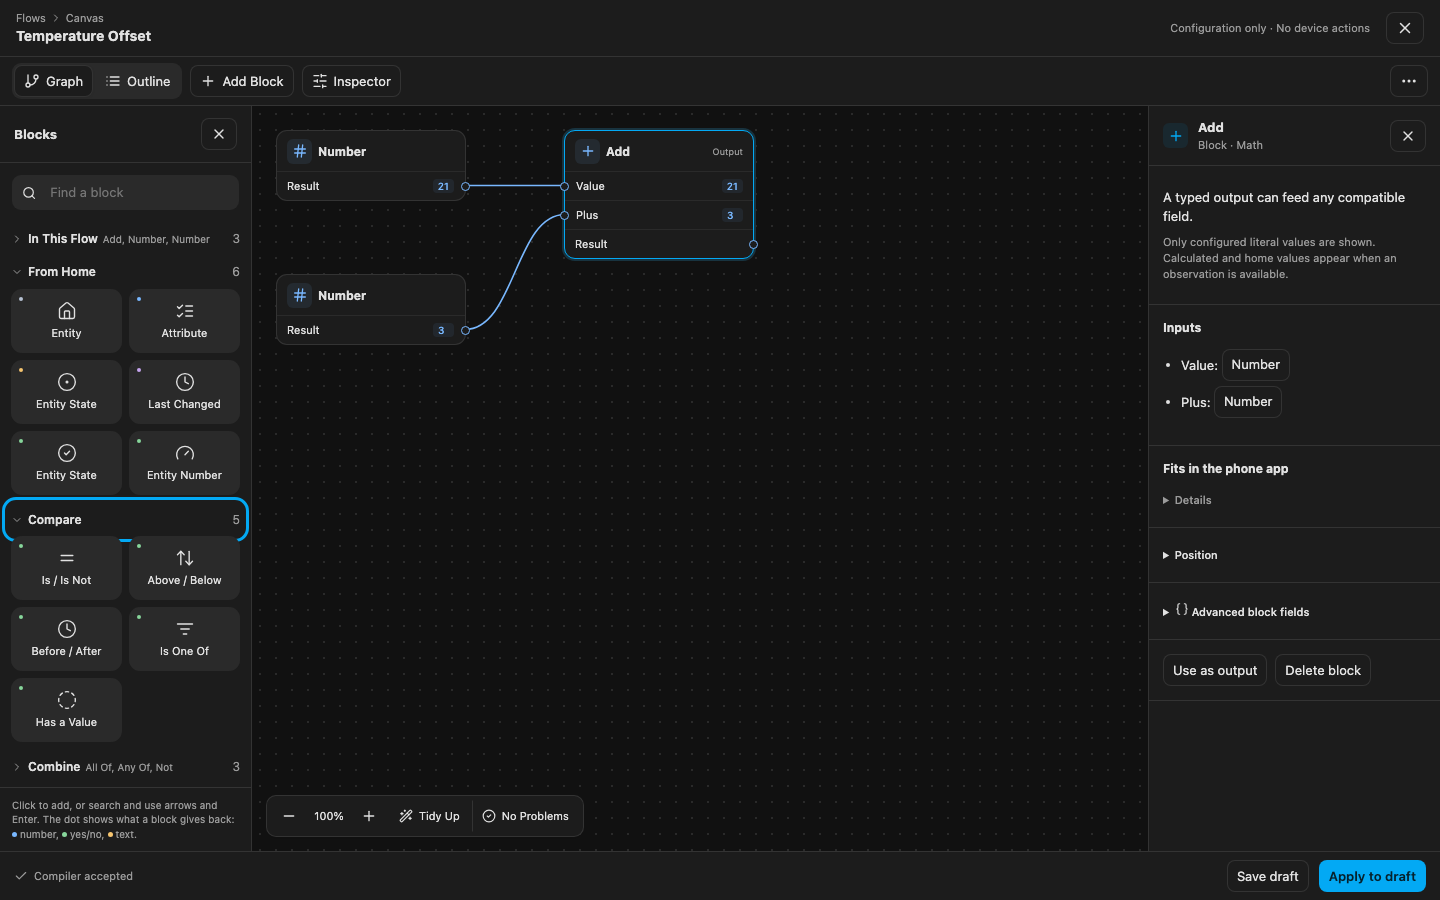 Flows > Canvas
Temperature Offset
Configuration only · No device actions
Graph
Outline
Add Block
Inspector
Blocks
Find a block
In This Flow Add, Number, Number 3
From Home 6
Entity
Attribute
Entity State
Last Changed
Entity State
Entity Number
Compare 5
Is / Is Not
Above / Below
Before / After
Is One Of
Has a Value
Combine All Of, Any Of, Not 3
Click to add, or search and use arrows and
Enter. The dot shows what a block gives back:
number, yes/no, text.
Number
Result 21
Number
Result 3
Add Output
Value 21
Plus 3
Result
100%
Tidy Up
No Problems
Add
Block · Math
A typed output can feed any compatible
field.
Only configured literal values are shown.
Calculated and home values appear when an
observation is available.
Inputs
• Value: Number
• Plus: Number
Fits in the phone app
Details
Position
{} Advanced block fields
Use as output
Delete block
Compiler accepted
Save draft
Apply to draft